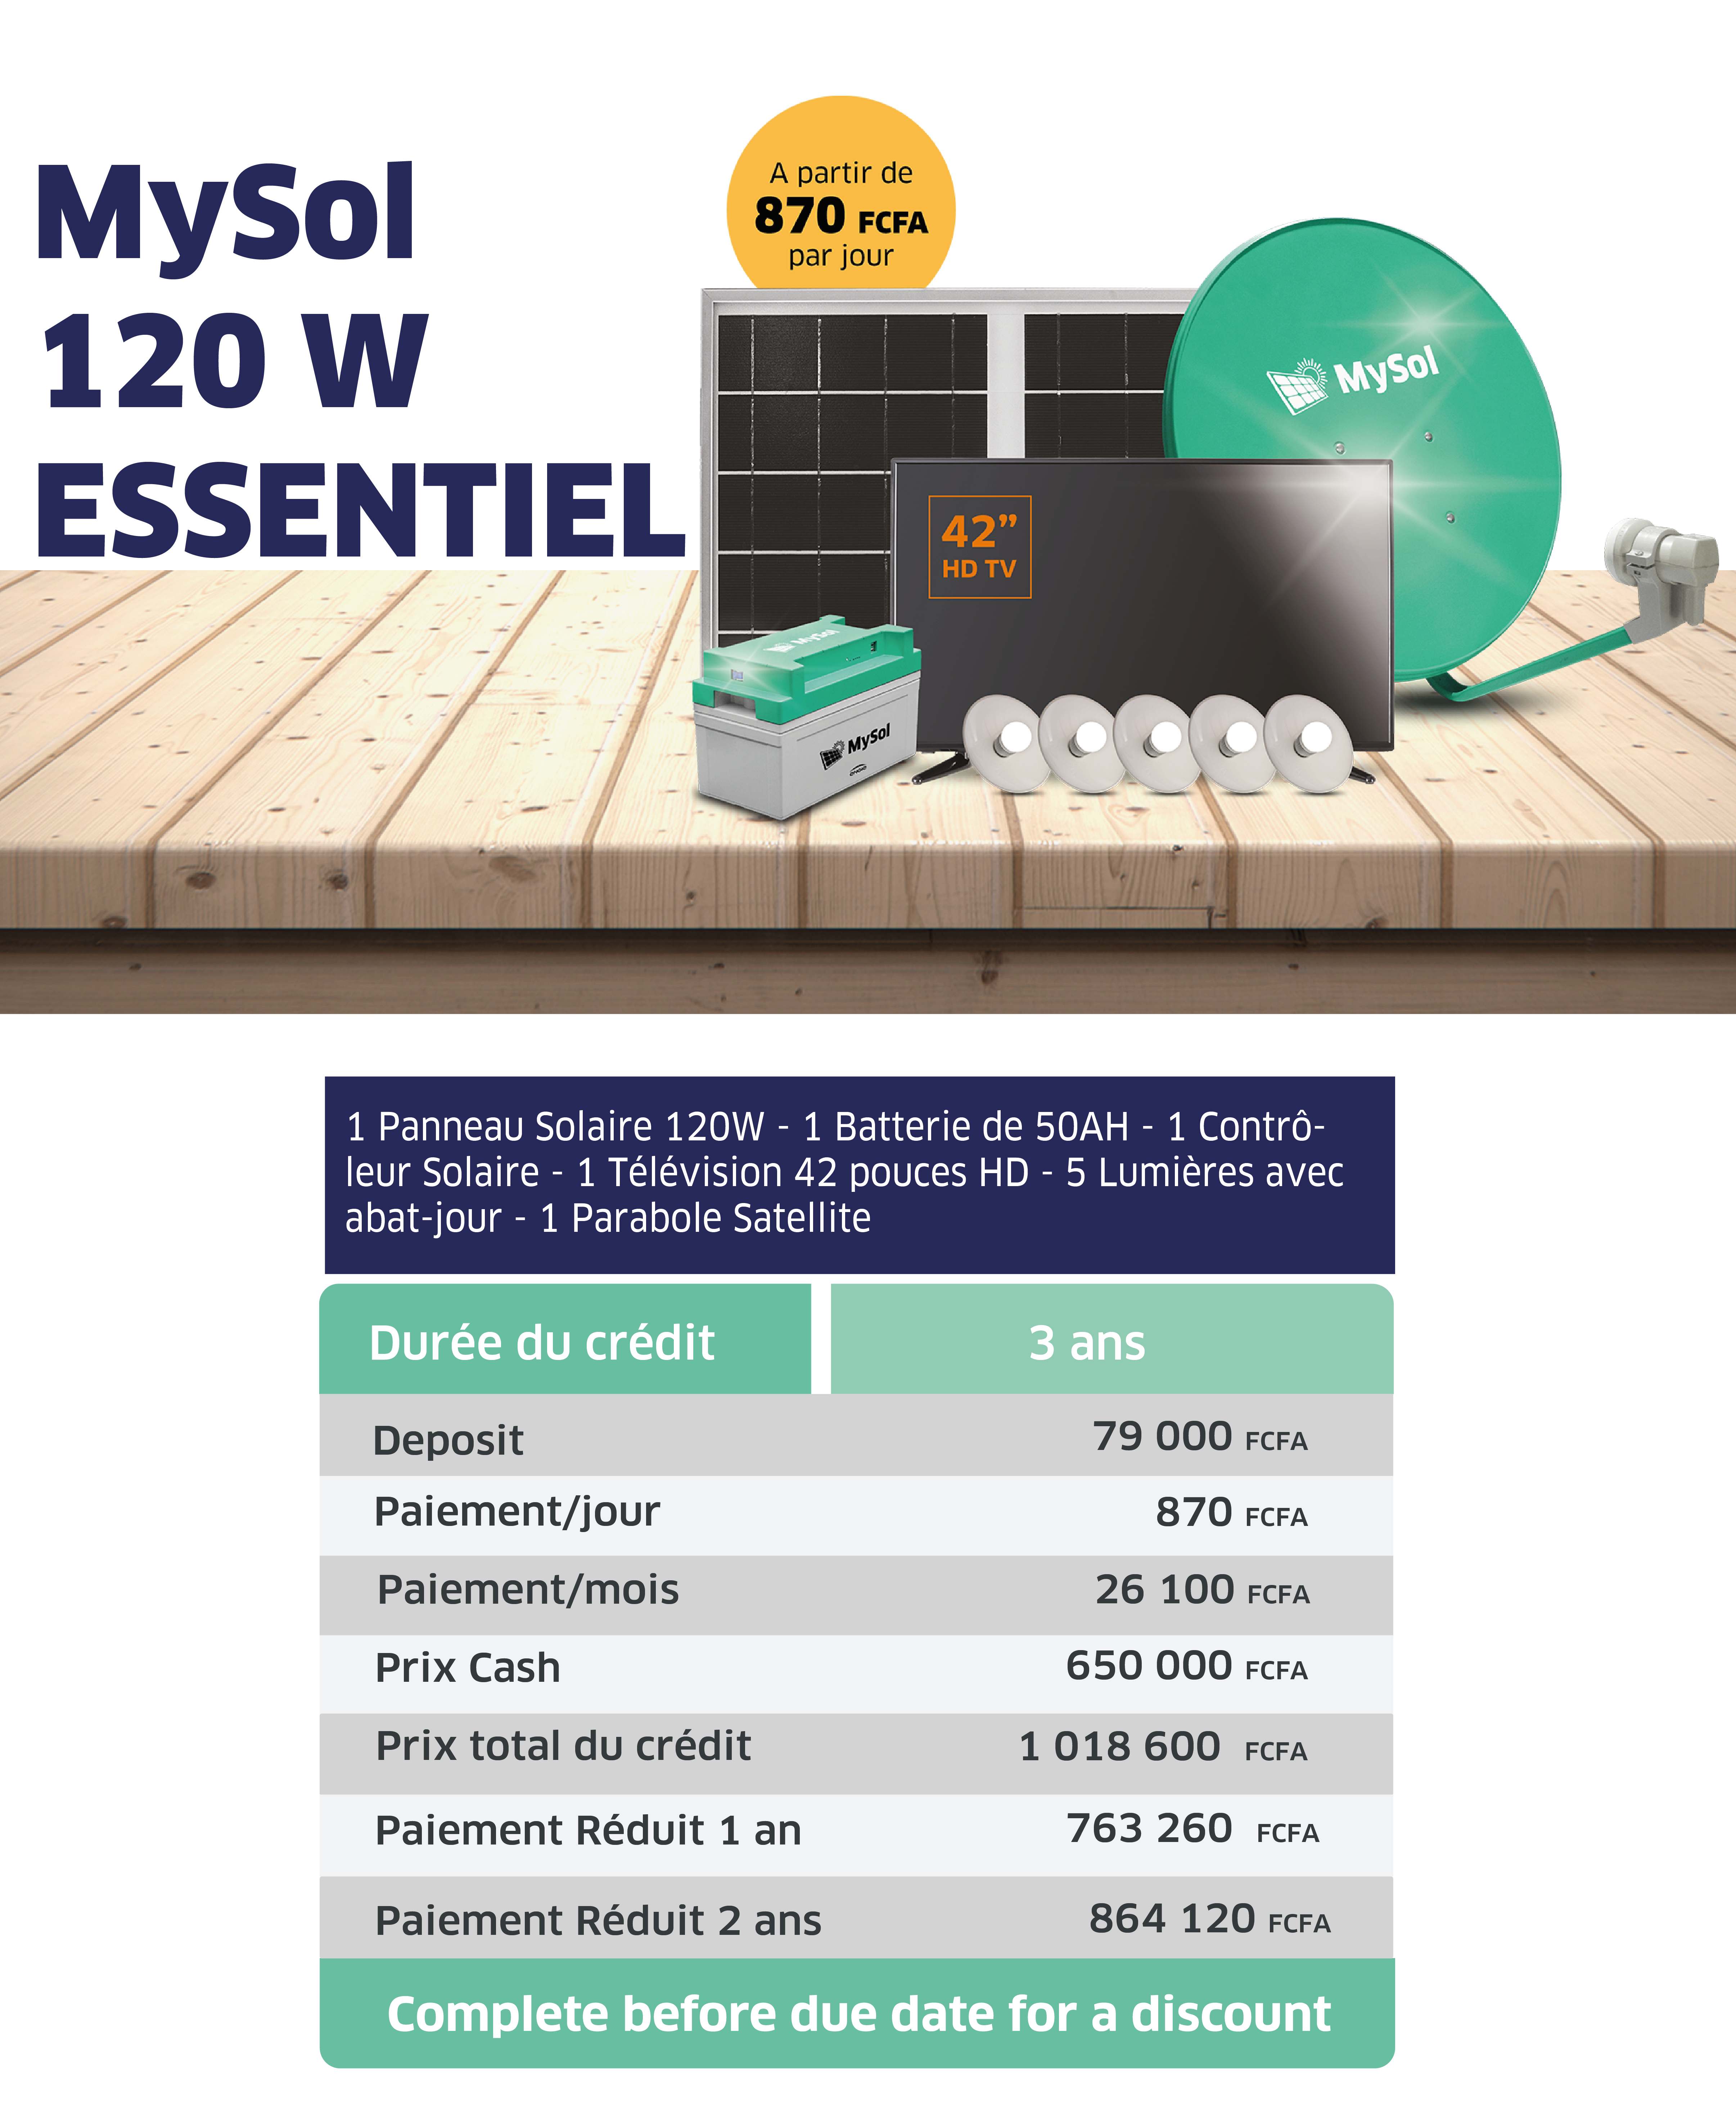 MySol
120 W
ESSENTIEL
A partir de
870 FCFA
par jour
MySol
42”
HD TV
MySol
MySol
1 Panneau Solaire 120W - 1 Batterie de 50AH - 1 Contrô-
leur Solaire - 1 Télévision 42 pouces HD - 5 Lumières avec
abat-jour - 1 Parabole Satellite
Durée du crédit 3 ans
Deposit 79 000 FCFA
Paiement/jour 870 FCFA
Paiement/mois 26 100 FCFA
Prix Cash 650 000 FCFA
Prix total du crédit 1 018 600 FCFA
Paiement Réduit 1 an 763 260 FCFA
Paiement Réduit 2 ans 864 120 FCFA
Complete before due date for a discount